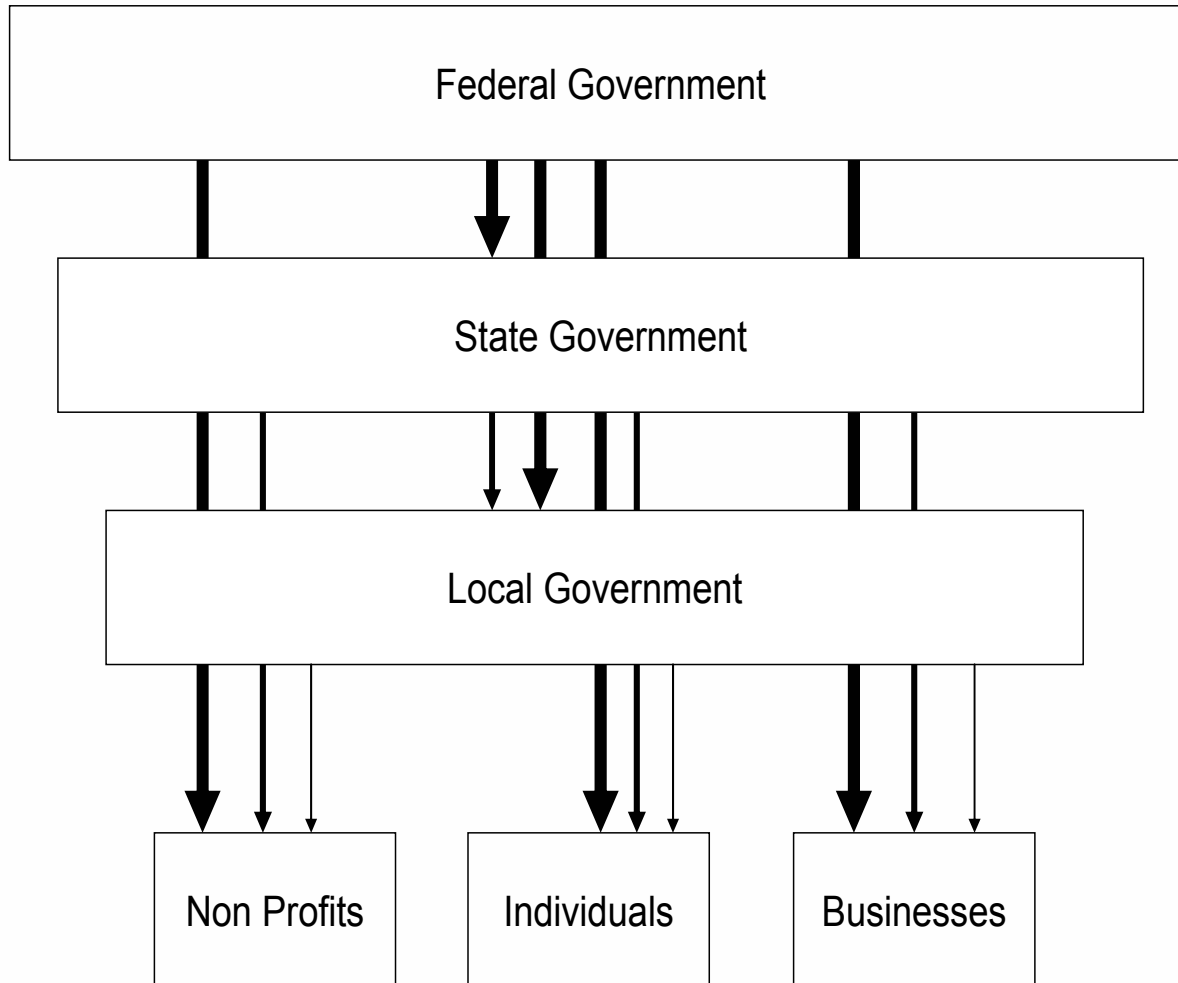 Federal Government
State Government
Local Government
Non Profits
Individuals
Businesses